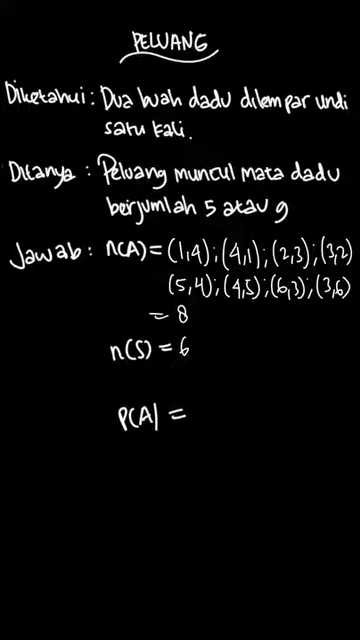 PELUANG
Diketahui : Dua buah dadu dilempar undi
satu kali.
Ditanya : Peluang muncul mata dadu
berjumlah 5 atau 9
Jawab : n(A) = (1,4); (4,1); (2,3); (3,2)
(5,4); (4,5); (6,3); (3,6)
= 8
n(S) = 6
P(A) =